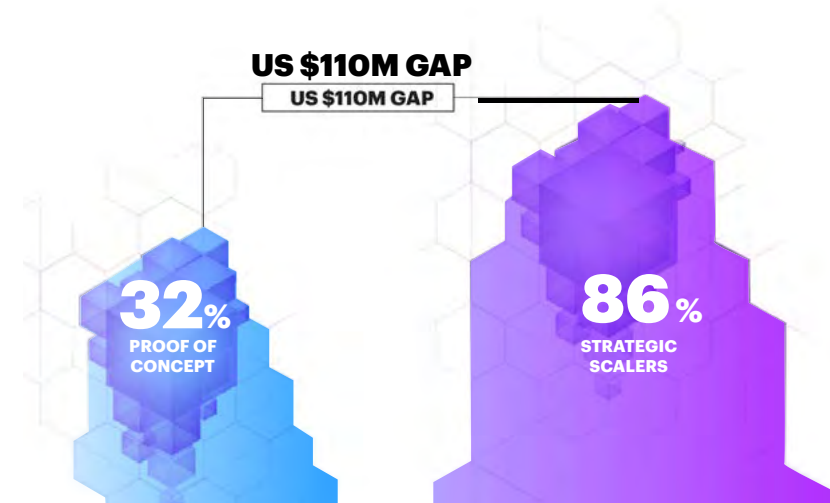 US $110M GAP
US $110M GAP
32%
PROOF OF
CONCEPT
86%
STRATEGIC
SCALERS